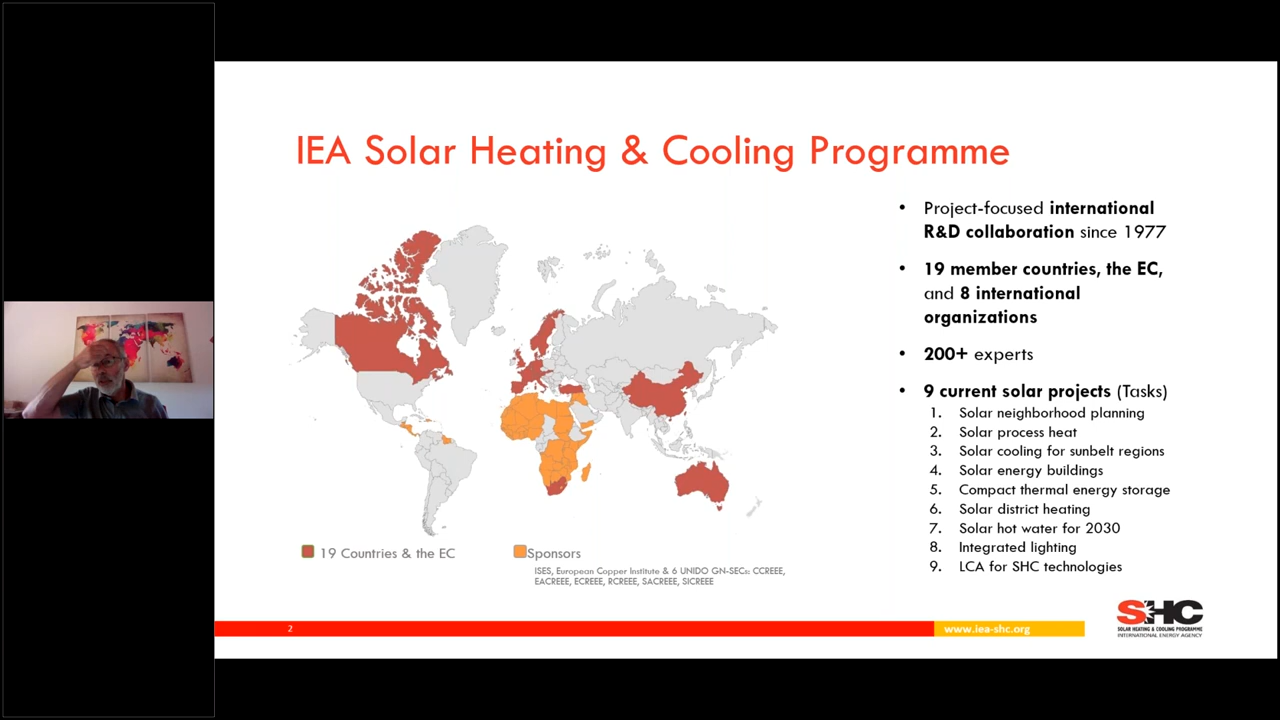 IEA Solar Heating & Cooling Programme
• Project-focused international
R&D collaboration since 1977
• 19 member countries, the EC,
and 8 international
organizations
• 200+ experts
• 9 current solar projects (Tasks)
1. Solar neighborhood planning
2. Solar process heat
3. Solar cooling for sunbelt regions
4. Solar energy buildings
5. Compact thermal energy storage
6. Solar district heating
7. Solar hot water for 2030
8. Integrated lighting
9. LCA for SHC technologies
19 Countries & the EC
Sponsors
ISES, European Copper Institute & 6 UNIDO GN-SECs: CCREEE,
EACREEE, ECREEE, RCREEE, SACREEE, SICREEE
2
www.iea-shc.org
SHC
SOLAR HEATING & COOLING PROGRAMME
INTERNATIONAL ENERGY AGENCY